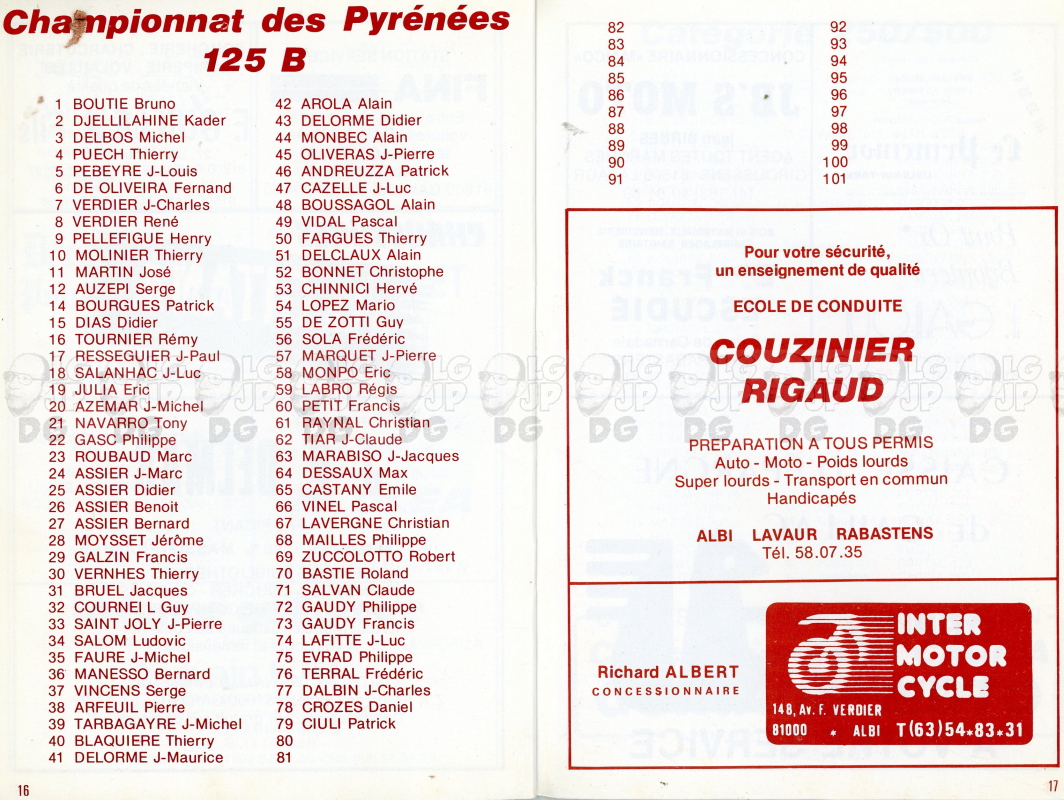 Championnat des Pyrénées
125 B
1 BOUTIE Bruno
2 DJELLILAHINE Kader
3 DELBOS Michel
4 PUECH Thierry
5 PEBEYRE J-Louis
6 DE OLIVEIRA Fernand
7 VERDIER J-Charles
8 VERDIER René
9 PELLEFIGUE Henry
10 MOLINIER Thierry
11 MARTIN José
12 AUZEPI Serge
14 BOURGUES Patrick
15 DIAS Didier
16 TOURNIER Rémy
17 RESSEGUIER J-Paul
18 SALANHAC J-Luc
19 JULIA Eric
20 AZEMAR J-Michel
21 NAVARRO Tony
22 GASC Philippe
23 ROUBAUD Marc
24 ASSIER J-Marc
25 ASSIER Didier
26 ASSIER Benoit
27 ASSIER Bernard
28 MOYSSET Jérôme
29 GALZIN Francis
30 VERNHES Thierry
31 BRUEL Jacques
32 COURNEI L Guy
33 SAINT JOLY J-Pierre
34 SALOM Ludovic
35 FAURE J-Michel
36 MANESSO Bernard
37 VINCENS Serge
38 ARFEUIL Pierre
39 TARBAGAYRE J-Michel
40 BLAQUIERE Thierry
41 DELORME J-Maurice
42 AROLA Alain
43 DELORME Didier
44 MONBEC Alain
45 OLIVERAS J-Pierre
46 ANDREUZZA Patrick
47 CAZELLE J-Luc
48 BOUSSAGOL Alain
49 VIDAL Pascal
50 FARGUES Thierry
51 DELCLAUX Alain
52 BONNET Christophe
53 CHINNICI Hervé
54 LOPEZ Mario
55 DE ZOTTI Guy
56 SOLA Frédéric
57 MARQUET J-Pierre
58 MONPO Eric
59 LABRO Régis
60 PETIT Francis
61 RAYNAL Christian
62 TIAR J-Claude
63 MARABISO J-Jacques
64 DESSAUX Max
65 CASTANY Emile
66 VINEL Pascal
67 LAVERGNE Christian
68 MAILLES Philippe
69 ZUCCOLOTTO Robert
70 BASTIE Roland
71 SALVAN Claude
72 GAUDY Philippe
73 GAUDY Francis
74 LAFITTE J-Luc
75 EVRAD Philippe
76 TERRAL Frédéric
77 DALBIN J-Charles
78 CROZES Daniel
79 CIULI Patrick
80
81
16
82
83
84
85
86
87
88
89
90
91
92
93
94
95
96
97
98
99
100
101
Pour votre sécurité,
un enseignement de qualité
ECOLE DE CONDUITE
COUZINIER
RIGAUD
PREPARATION A TOUS PERMIS
Auto - Moto - Poids lourds
Super lourds - Transport en commun
Handicapés
ALBI LAVAUR RABASTENS
Tél. 58.07.35
Richard ALBERT
CONCESSIONNAIRE
INTER
MOTOR
CYCLE
148, Av. F. VERDIER
81000 * ALBI T(63)54*83*31
17